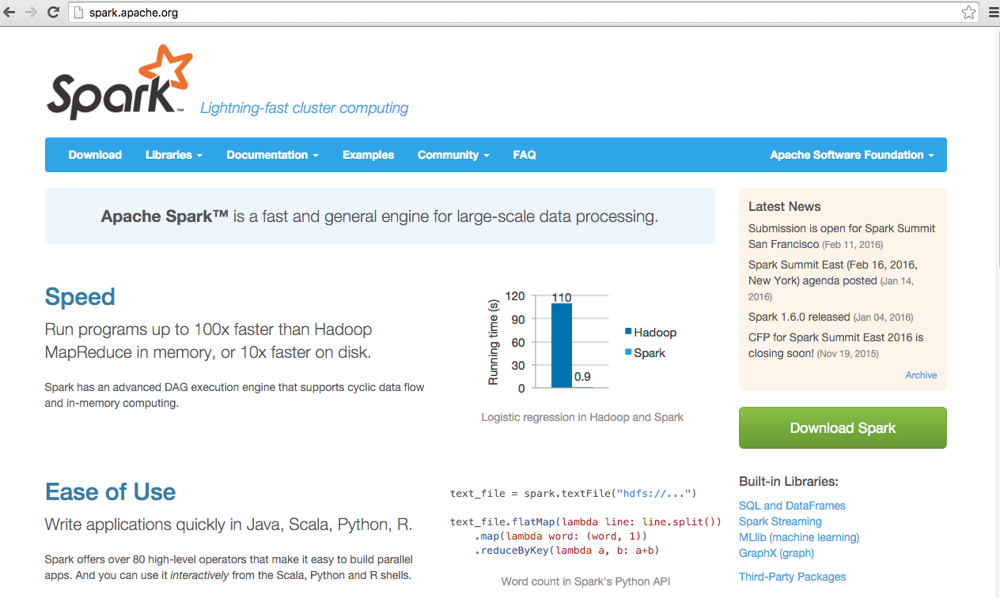 spark.apache.org
Spark™ Lightning-fast cluster computing
Download Libraries Documentation Examples Community FAQ Apache Software Foundation
Apache Spark™ is a fast and general engine for large-scale data processing.
Speed
Run programs up to 100x faster than Hadoop
MapReduce in memory, or 10x faster on disk.
Spark has an advanced DAG execution engine that supports cyclic data flow
and in-memory computing.
Running time (s)
120
90
60
30
0
110
0.9
Hadoop
Spark
Logistic regression in Hadoop and Spark
Ease of Use
Write applications quickly in Java, Scala, Python, R.
Spark offers over 80 high-level operators that make it easy to build parallel
apps. And you can use it interactively from the Scala, Python and R shells.
text_file = spark.textFile("hdfs://...")
text_file.flatMap(lambda line: line.split())
.map(lambda word: (word, 1))
.reduceByKey(lambda a, b: a+b)
Word count in Spark's Python API
Latest News
Submission is open for Spark Summit
San Francisco (Feb 11, 2016)
Spark Summit East (Feb 16, 2016,
New York) agenda posted (Jan 14,
2016)
Spark 1.6.0 released (Jan 04, 2016)
CFP for Spark Summit East 2016 is
closing soon! (Nov 19, 2015)
Archive
Download Spark
Built-in Libraries:
SQL and DataFrames
Spark Streaming
MLlib (machine learning)
GraphX (graph)
Third-Party Packages